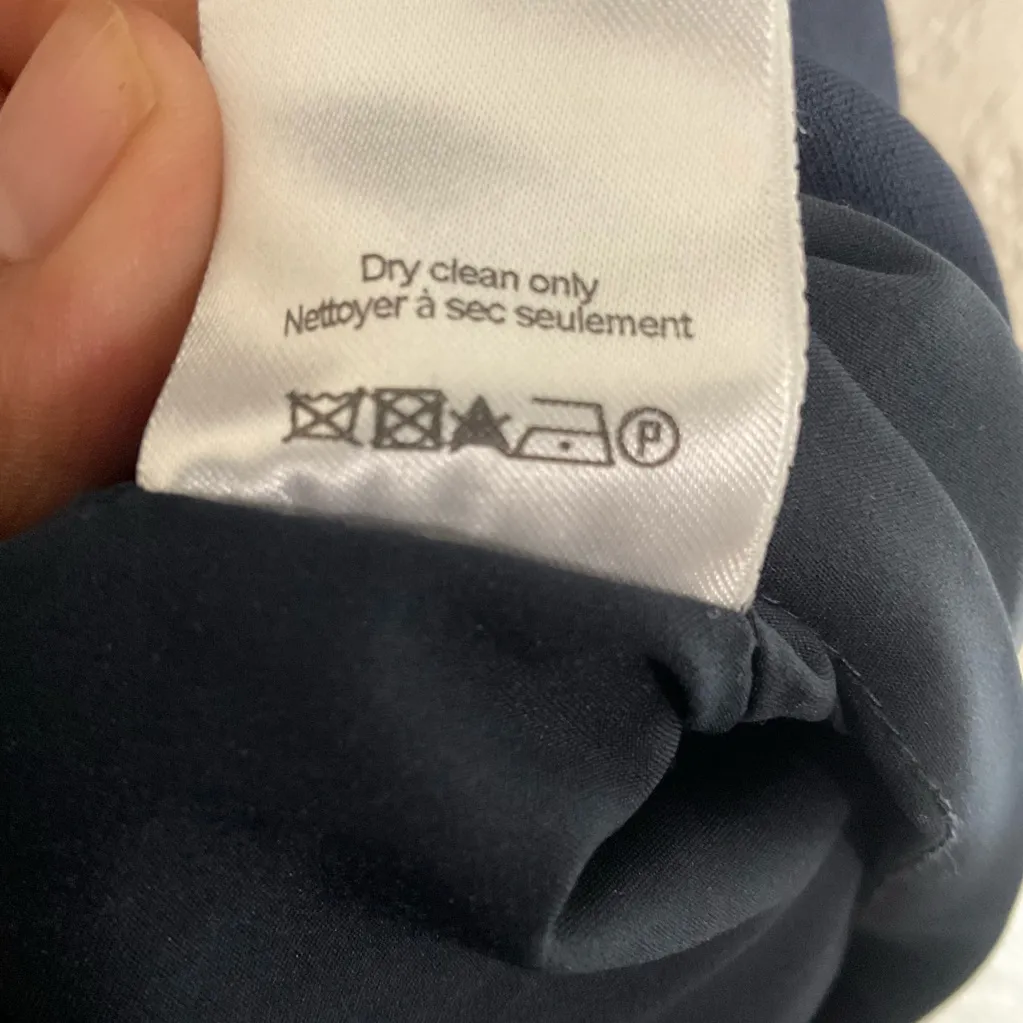 Dry clean only
Nettoyer à sec seulement
P